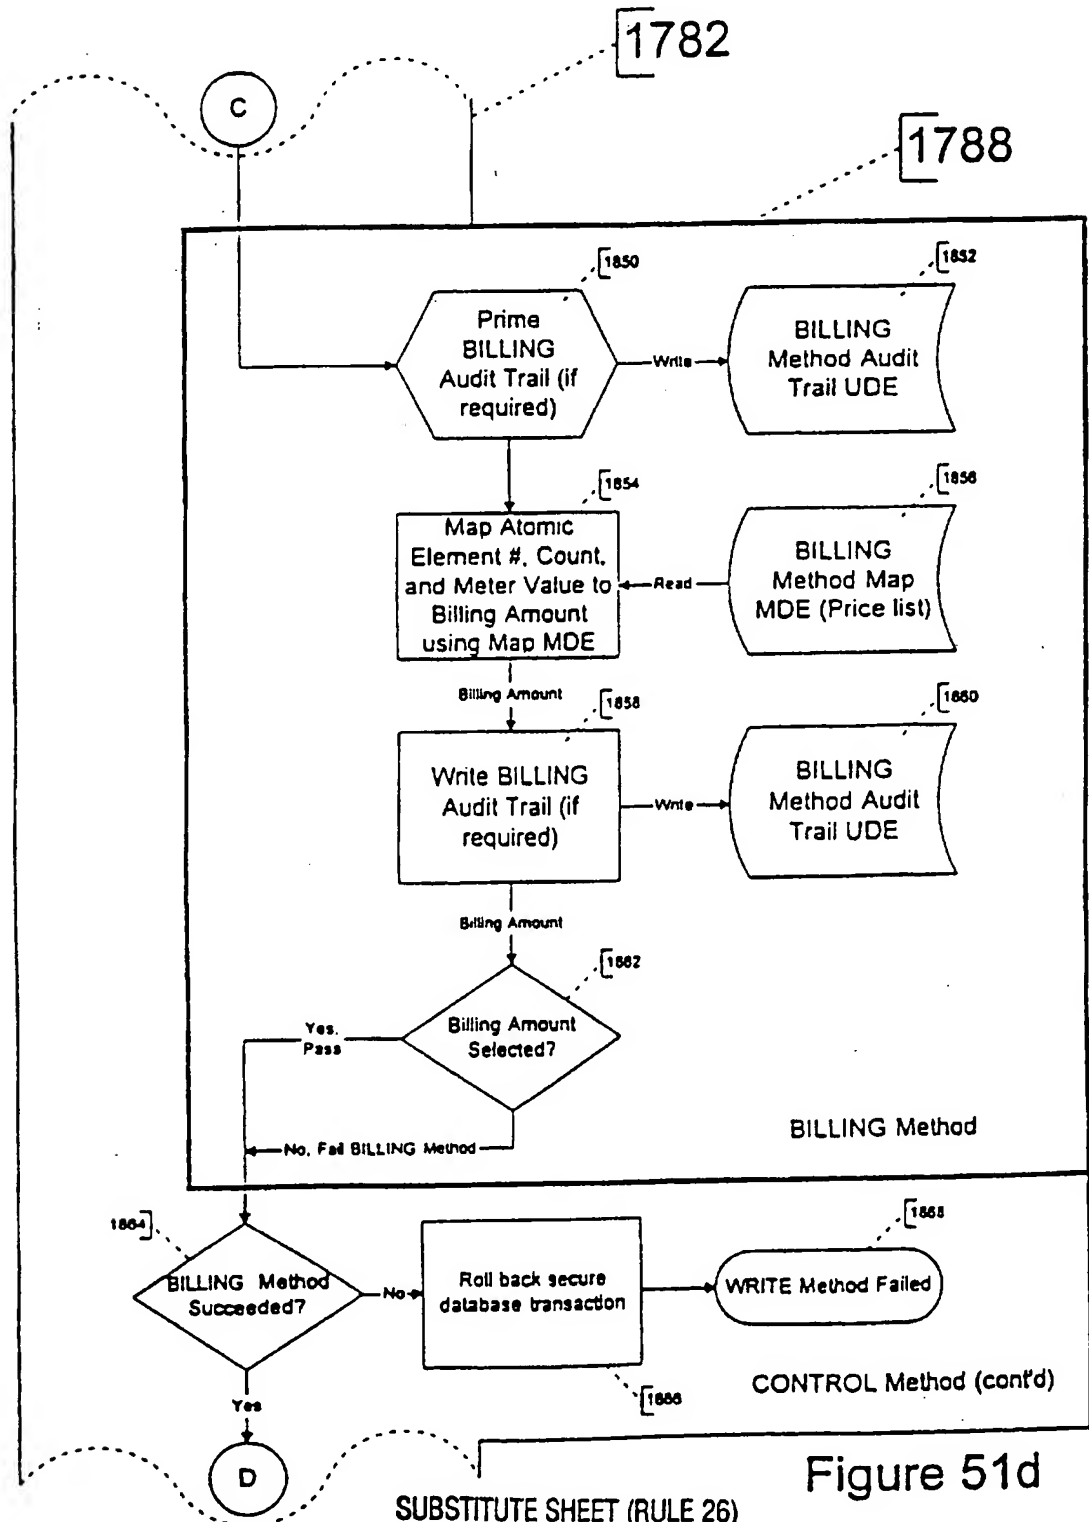 1782
C
1788
1850
Prime
BILLING
Audit Trail (if
required)
Write
1852
BILLING
Method Audit
Trail UDE
1854
Map Atomic
Element #, Count,
and Meter Value to
Billing Amount
using Map MDE
Read
1856
BILLING
Method Map
MDE (Price list)
Billing Amount
1858
Write BILLING
Audit Trail (if
required)
Write
1860
BILLING
Method Audit
Trail UDE
Billing Amount
1862
Billing Amount
Selected?
Yes,
Pass
No, Fail BILLING Method
BILLING Method
1864
BILLING Method
Succeeded?
No
Roll back secure
database transaction
1866
1868
WRITE Method Failed
CONTROL Method (cont'd)
Yes
D
Figure 51d
SUBSTITUTE SHEET (RULE 26)